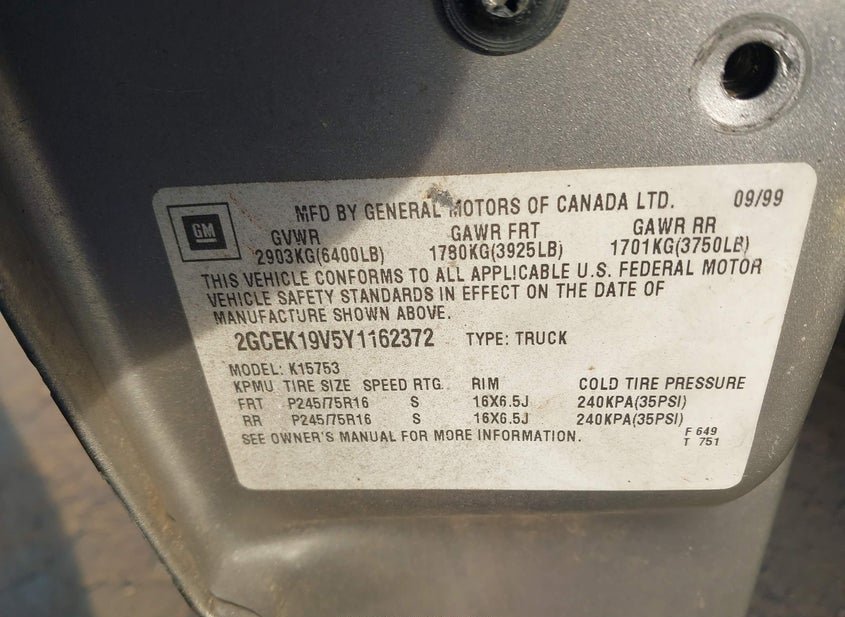 GM
MFD BY GENERAL MOTORS OF CANADA LTD. 09/99
GVWR GAWR FRT GAWR RR
2903KG(6400LB) 1780KG(3925LB) 1701KG(3750LB)
THIS VEHICLE CONFORMS TO ALL APPLICABLE U.S. FEDERAL MOTOR
VEHICLE SAFETY STANDARDS IN EFFECT ON THE DATE OF
MANUFACTURE SHOWN ABOVE.
2GCEK19V5Y1162372 TYPE: TRUCK
MODEL: K15753
KPMU TIRE SIZE SPEED RTG. RIM COLD TIRE PRESSURE
FRT P245/75R16 S 16X6.5J 240KPA(35PSI)
RR P245/75R16 S 16X6.5J 240KPA(35PSI)
SEE OWNER'S MANUAL FOR MORE INFORMATION. F 649
T 751